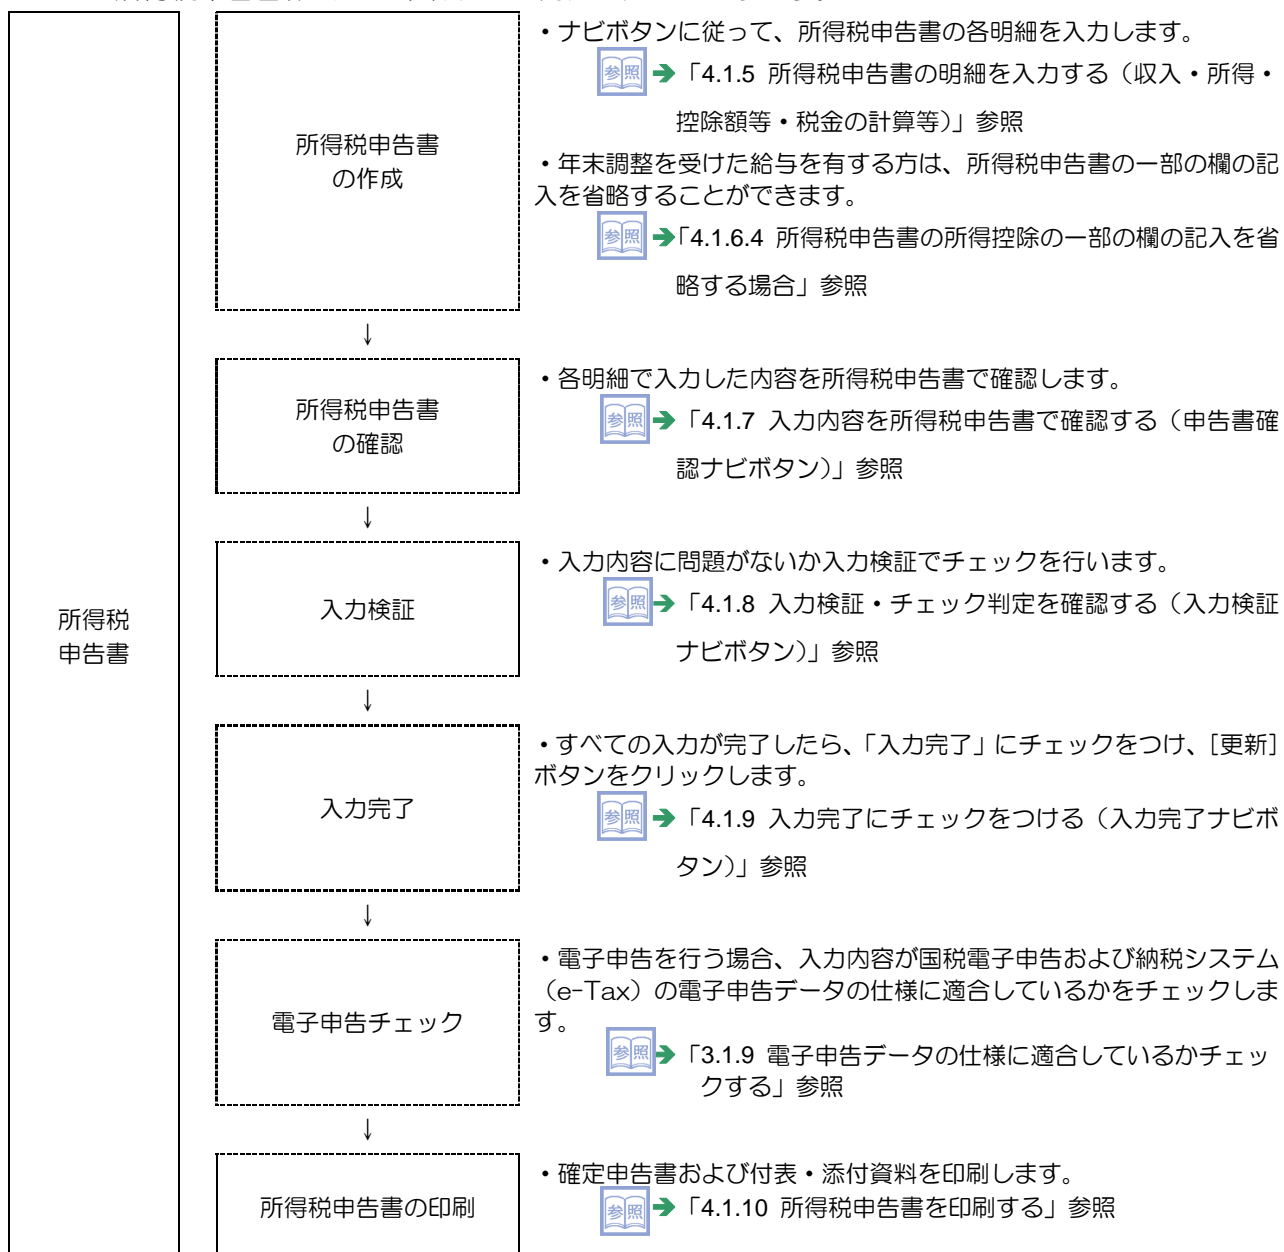 所得税
申告書
所得税申告書
の作成
・ナビボタンに従って、所得税申告書の各明細を入力します。
参照 ➔「4.1.5 所得税申告書の明細を入力する（収入・所得・
控除額等・税金の計算等）」参照
・年末調整を受けた給与を有する方は、所得税申告書の一部の欄の記
入を省略することができます。
参照 ➔「4.1.6.4 所得税申告書の所得控除の一部の欄の記入を省
略する場合」参照
↓
所得税申告書
の確認
・各明細で入力した内容を所得税申告書で確認します。
参照 ➔「4.1.7 入力内容を所得税申告書で確認する（申告書確
認ナビボタン）」参照
↓
入力検証
・入力内容に問題がないか入力検証でチェックを行います。
参照 ➔「4.1.8 入力検証・チェック判定を確認する（入力検証
ナビボタン）」参照
↓
入力完了
・すべての入力が完了したら、「入力完了」にチェックをつけ、［更新］
ボタンをクリックします。
参照 ➔「4.1.9 入力完了にチェックをつける（入力完了ナビボ
タン）」参照
↓
電子申告チェック
・電子申告を行う場合、入力内容が国税電子申告および納税システム
（e-Tax）の電子申告データの仕様に適合しているかをチェックしま
す。
参照 ➔「3.1.9 電子申告データの仕様に適合しているかチェッ
クする」参照
↓
所得税申告書の印刷
・確定申告書および付表・添付資料を印刷します。
参照 ➔「4.1.10 所得税申告書を印刷する」参照